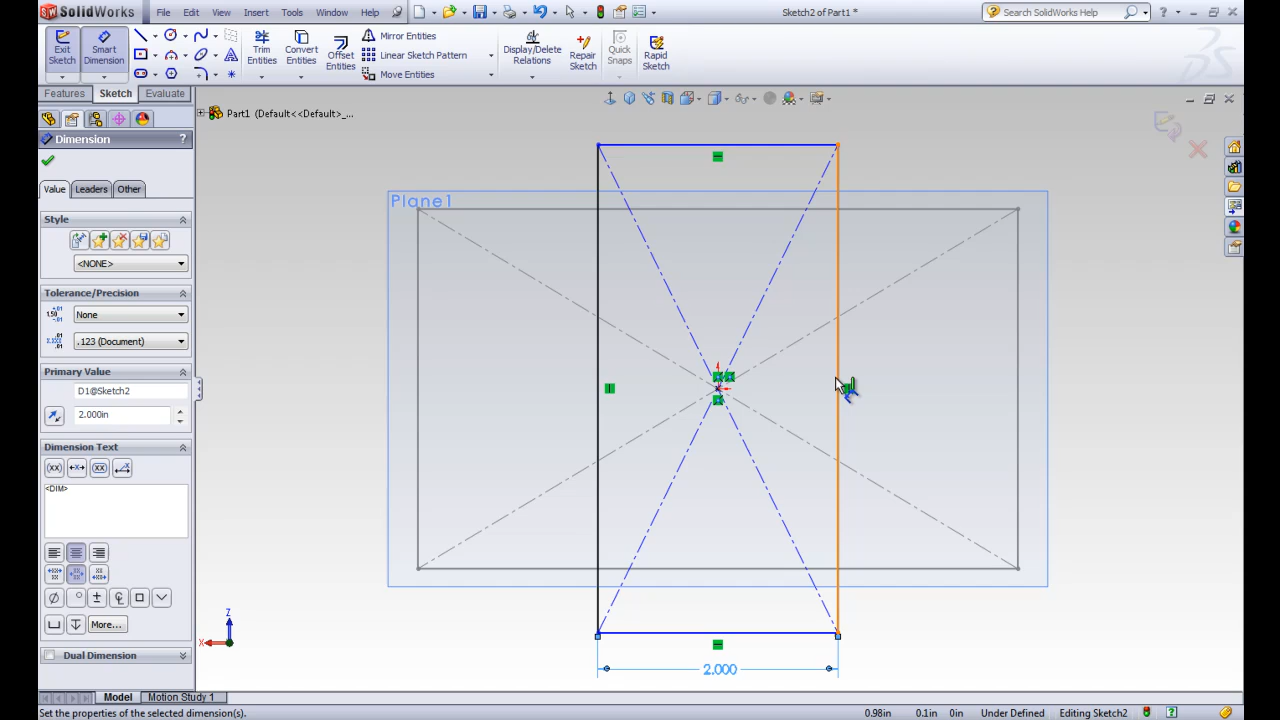 SolidWorks File Edit View Insert Tools Window Help Sketch2 of Part1 * Search SolidWorks Help
Exit Sketch
Smart Dimension
Trim Entities
Convert Entities
Offset Entities
Mirror Entities
Linear Sketch Pattern
Move Entities
Display/Delete Relations
Repair Sketch
Quick Snaps
Rapid Sketch
Features Sketch Evaluate
Part1 (Default<<Default>_...
Dimension ?
Value Leaders Other
Style
<NONE>
Tolerance/Precision
None
.123 (Document)
Primary Value
D1@Sketch2
2.000in
Dimension Text
<DIM>
More...
Dual Dimension
Plane1
2.000
Z
X
Model Motion Study 1
Set the properties of the selected dimension(s). 0.98in 0.1in 0in Under Defined Editing Sketch2